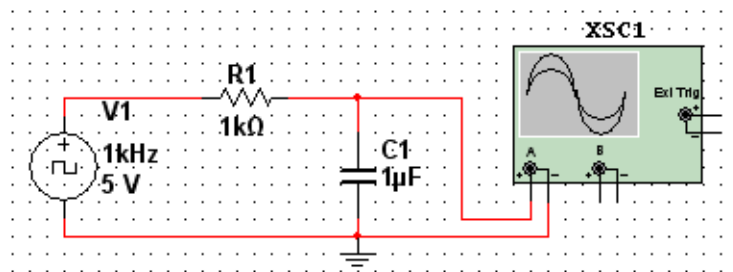 XSC1
R1
1kΩ
V1
1kHz
5 V
C1
1µF
Ext Trig
+
−
A
B
+ −
+ −